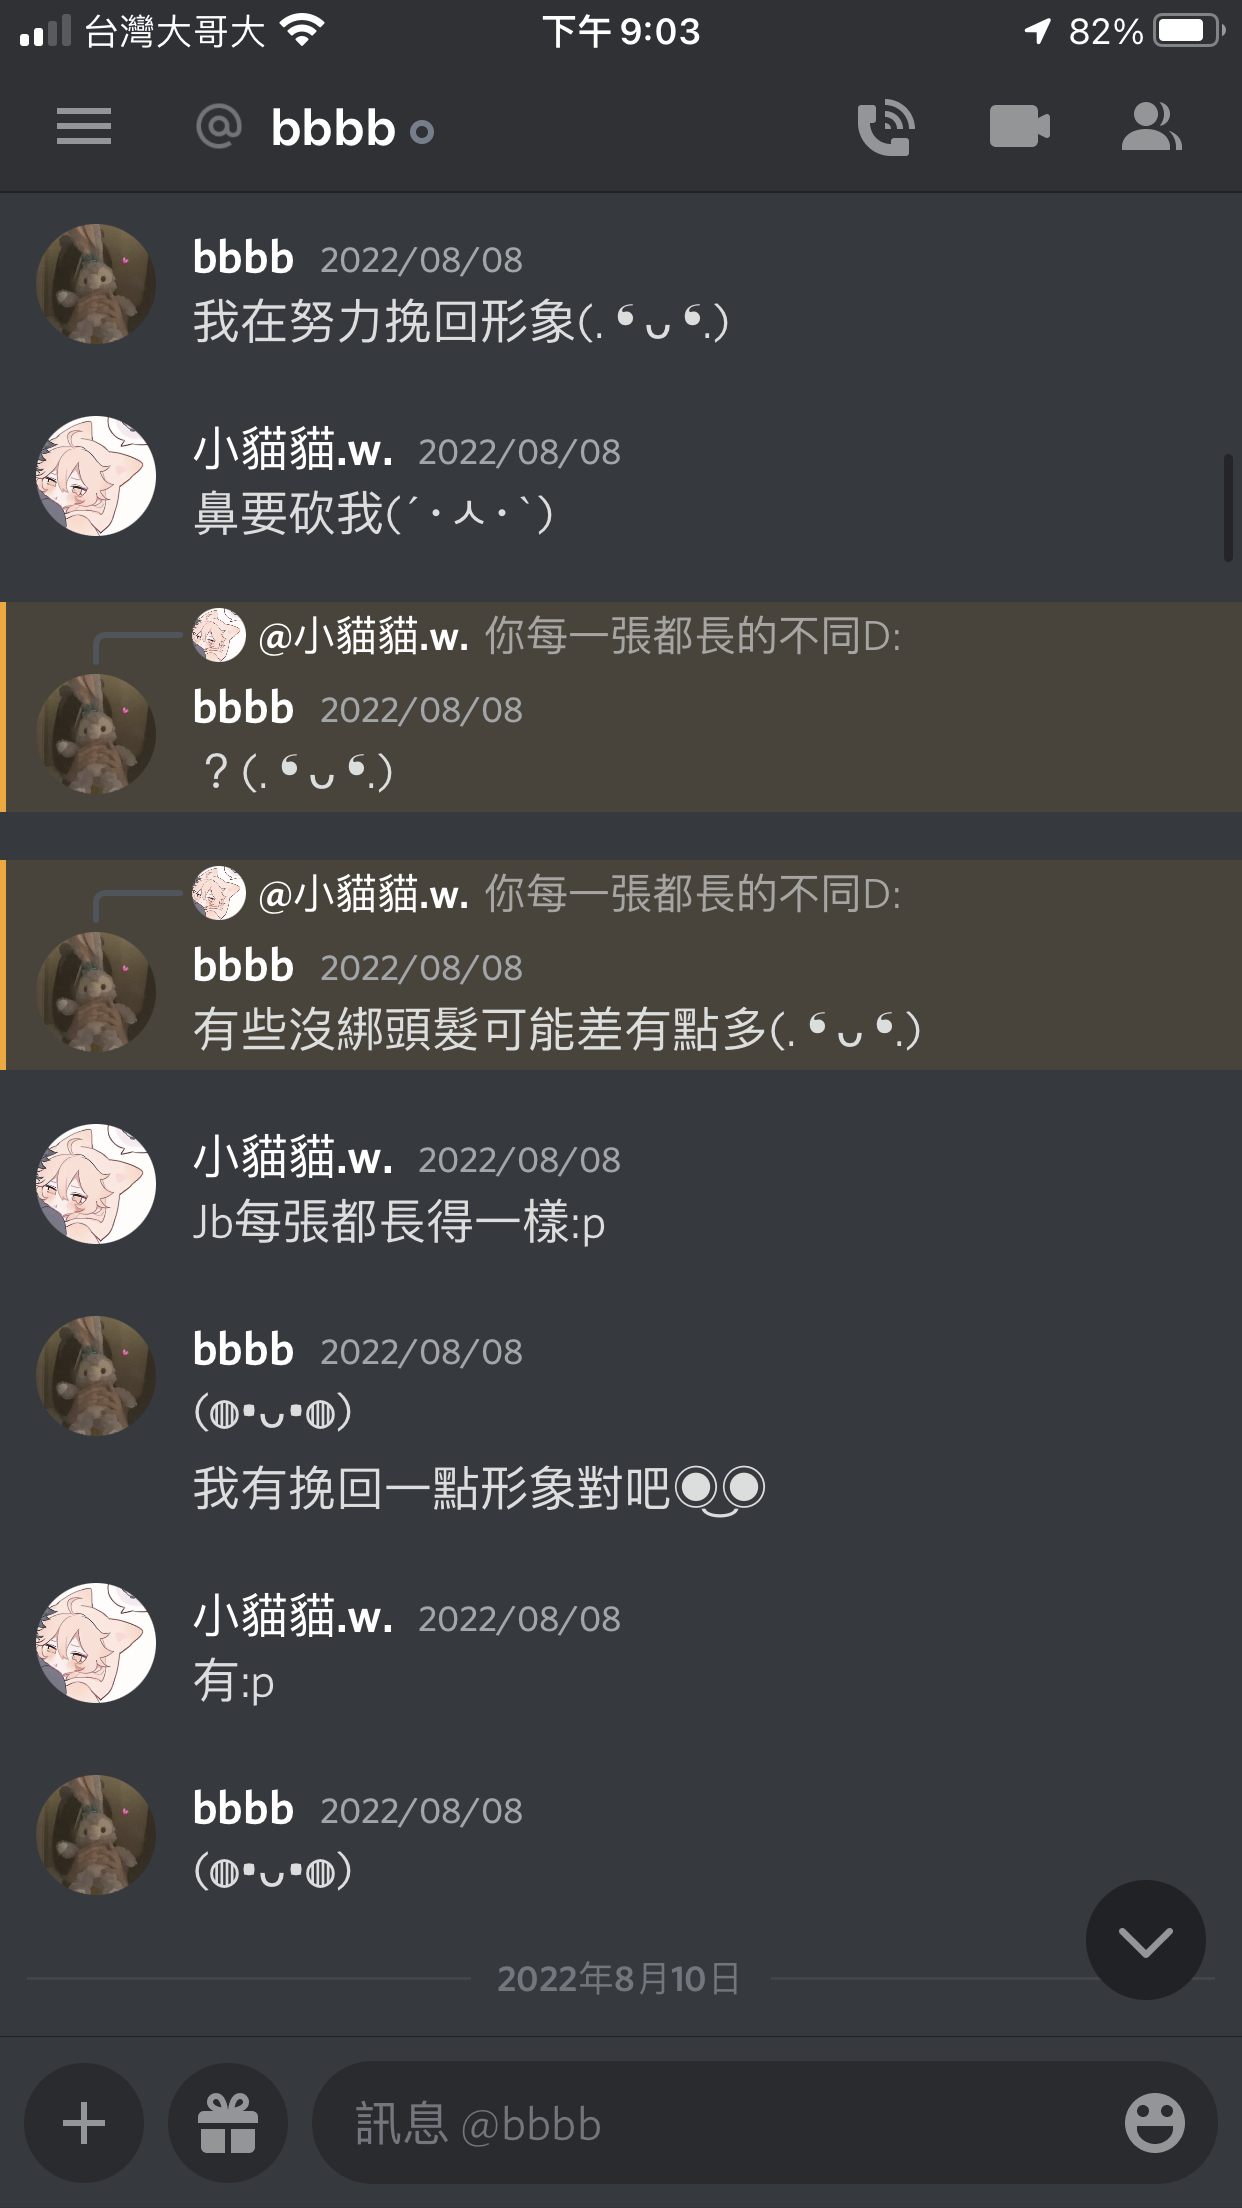 台灣大哥大 下午 9:03 82%
@ bbbb
bbbb 2022/08/08
我在努力挽回形象(. ❛ ᴗ ❛.)
小貓貓.w. 2022/08/08
鼻要砍我(´・ㅅ・`)
@小貓貓.w. 你每一張都長的不同D:
bbbb 2022/08/08
？(. ❛ ᴗ ❛.)
@小貓貓.w. 你每一張都長的不同D:
bbbb 2022/08/08
有些沒綁頭髮可能差有點多(. ❛ ᴗ ❛.)
小貓貓.w. 2022/08/08
Jb每張都長得一樣:p
bbbb 2022/08/08
(◍•ᴗ•◍)
我有挽回一點形象對吧◉‿◉
小貓貓.w. 2022/08/08
有:p
bbbb 2022/08/08
(◍•ᴗ•◍)
2022年8月10日
訊息 @bbbb